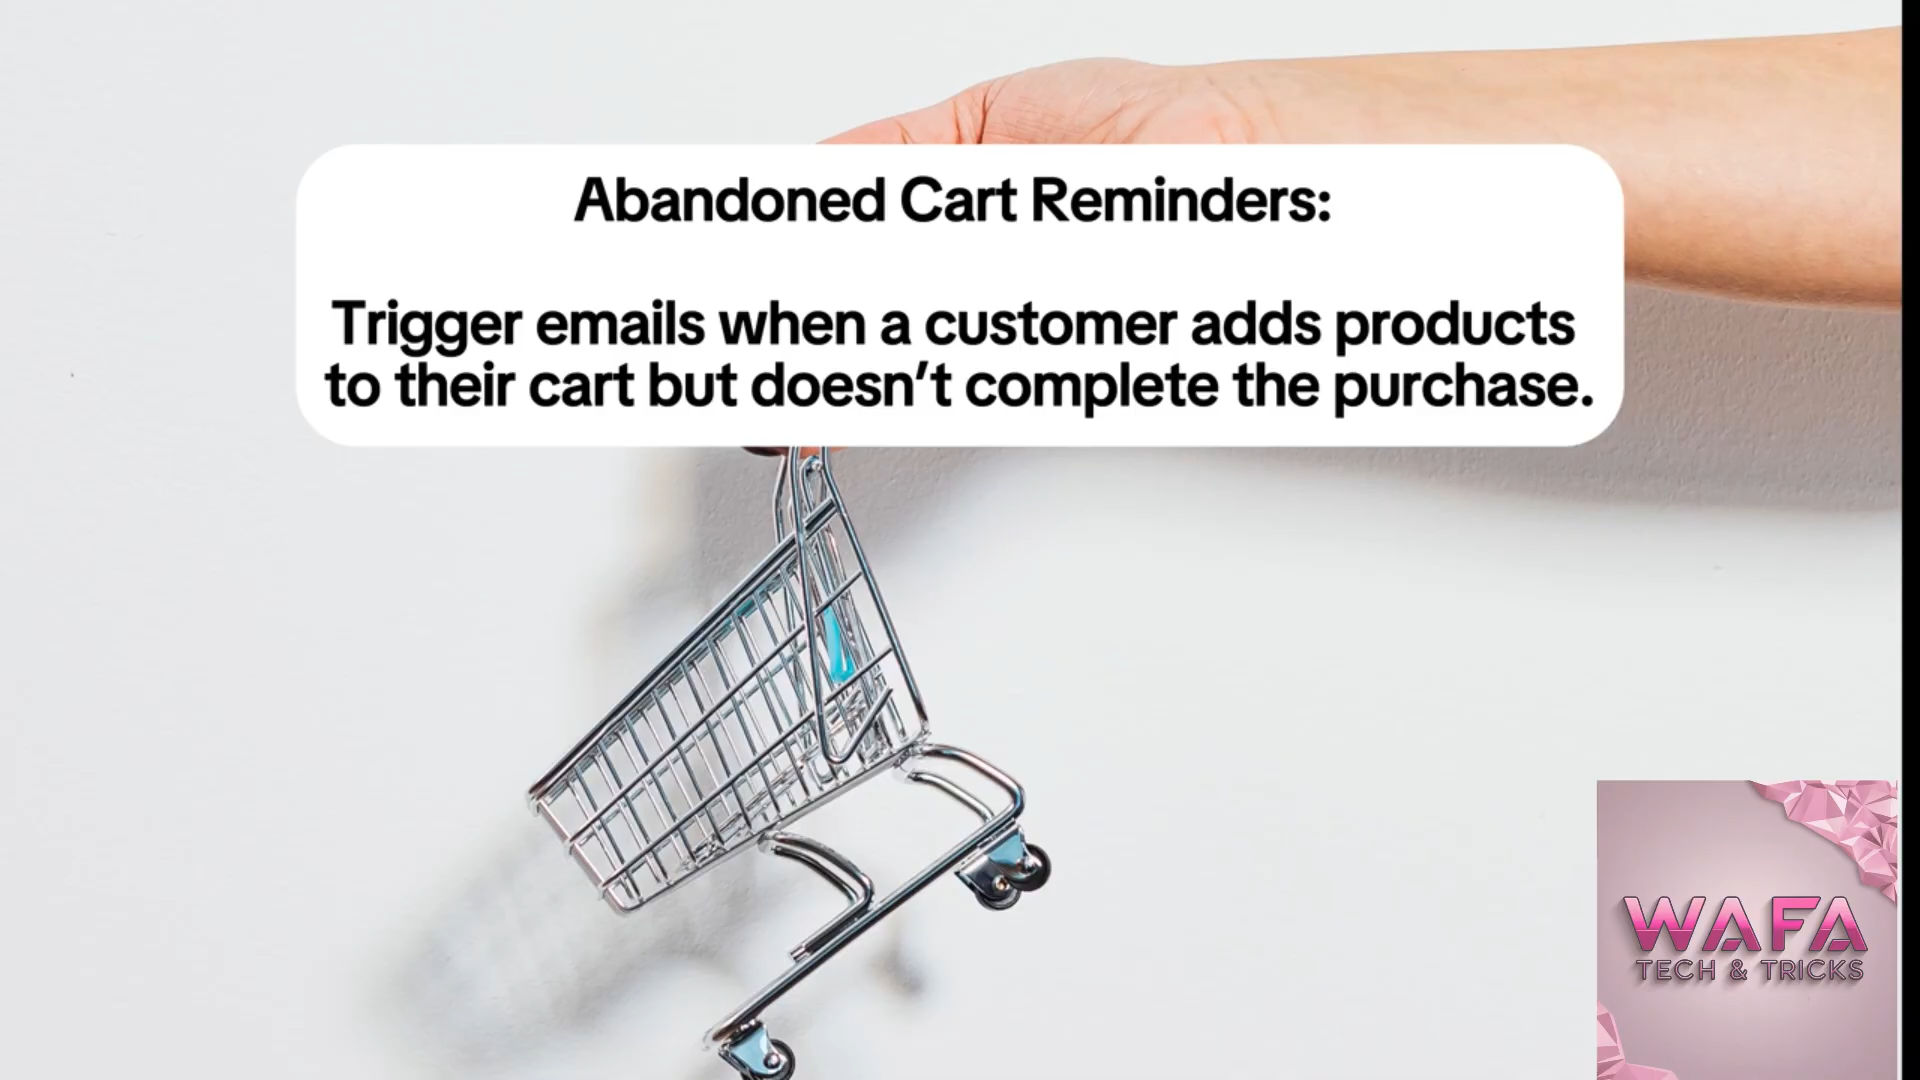 Abandoned Cart Reminders:
Trigger emails when a customer adds products
to their cart but doesn’t complete the purchase.
WAFA
TECH & TRICKS